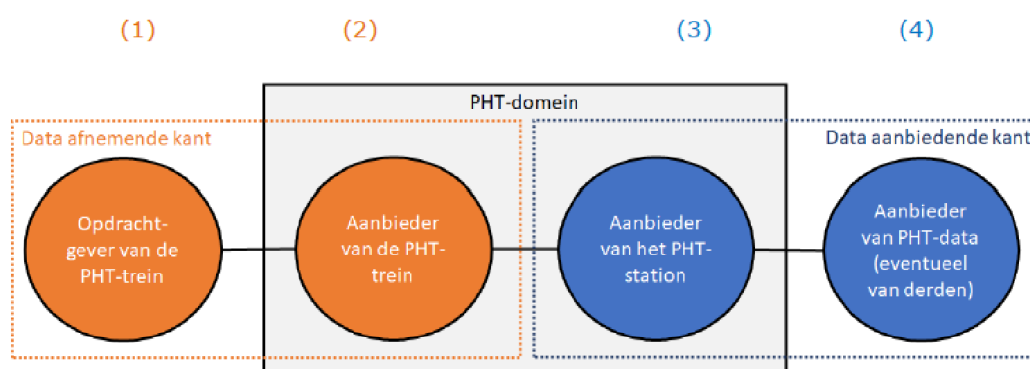 (1)
(2)
(3)
(4)
PHT-domein
Data afnemende kant
Data aanbiedende kant
Opdracht-
gever van de
PHT-trein
Aanbieder
van de PHT-
trein
Aanbieder
van het PHT-
station
Aanbieder
van PHT-data
(eventueel
van derden)